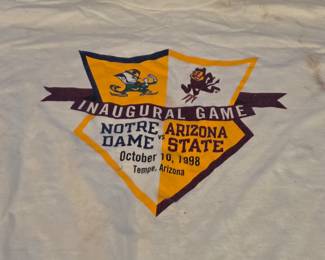 INAUGURAL GAME
NOTRE DAME vs ARIZONA STATE
October 10, 1998
Tempe, Arizona